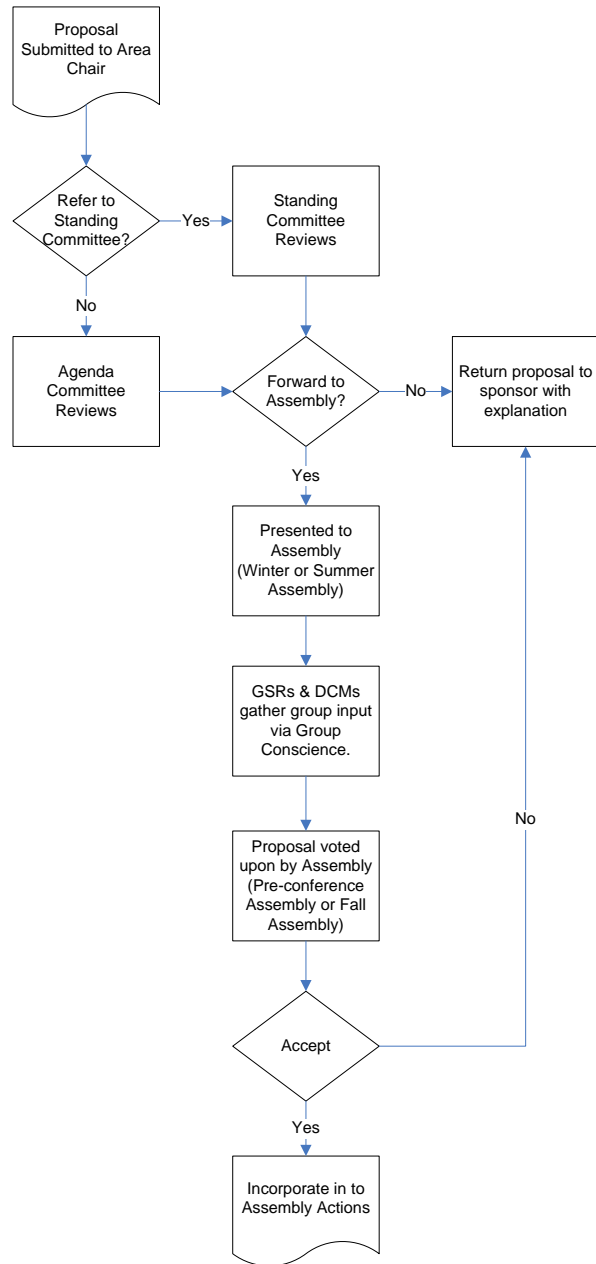 Proposal
Submitted to Area
Chair
Refer to
Standing
Committee?
Yes
Standing
Committee
Reviews
No
Agenda
Committee
Reviews
Forward to
Assembly?
No
Return proposal to
sponsor with
explanation
Yes
Presented to
Assembly
(Winter or Summer
Assembly)
GSRs & DCMs
gather group input
via Group
Conscience.
No
Proposal voted
upon by Assembly
(Pre-conference
Assembly or Fall
Assembly)
Accept
Yes
Incorporate in to
Assembly Actions